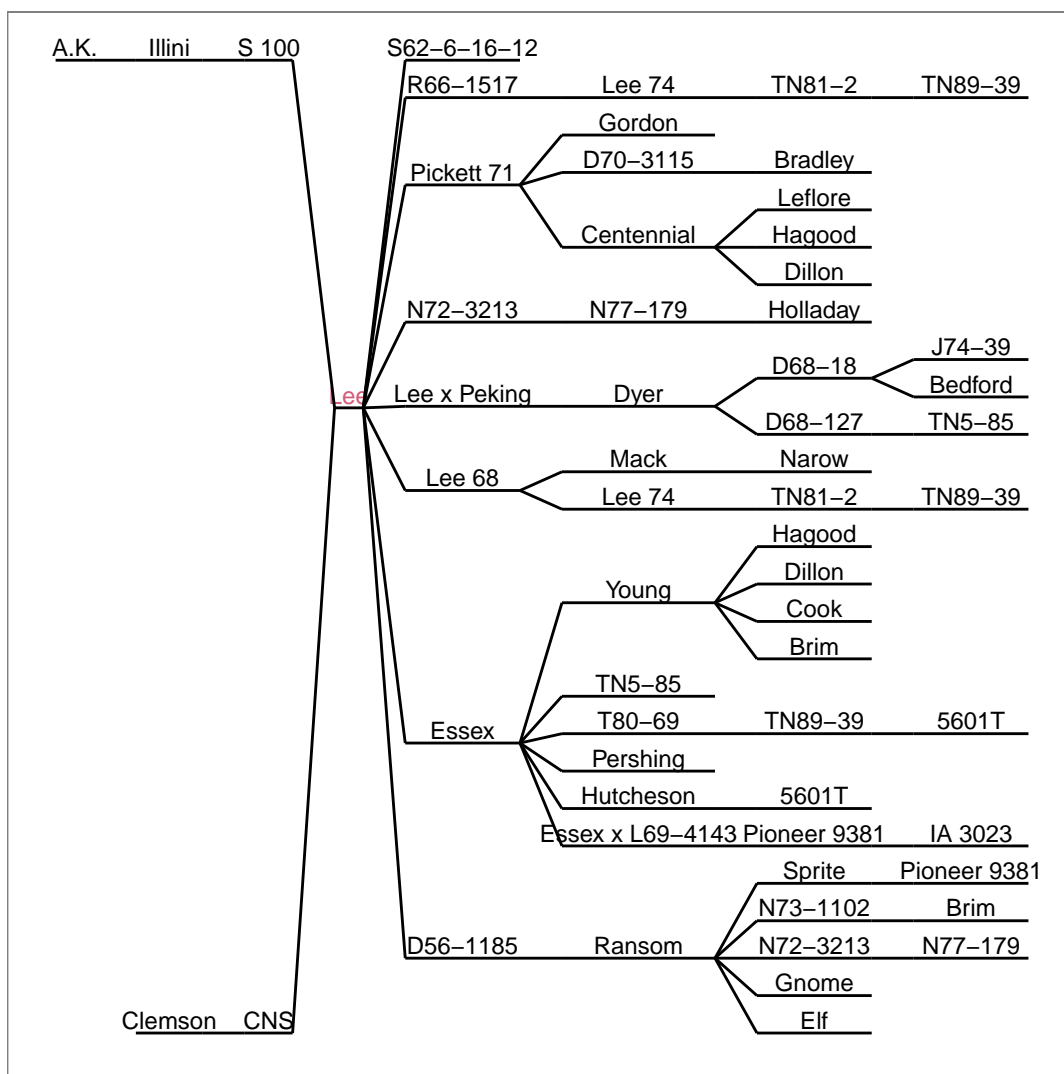 A.K. Illini S 100 S62−6−16−12
R66−1517 Lee 74 TN81−2 TN89−39
Gordon
Pickett 71 D70−3115 Bradley
Leflore
Centennial Hagood
Dillon
N72−3213 N77−179 Holladay
J74−39
D68−18
Bedford
Lee Lee x Peking Dyer
D68−127 TN5−85
Mack Narow
Lee 68
Lee 74 TN81−2 TN89−39
Hagood
Dillon
Young
Cook
Brim
TN5−85
Essex T80−69 TN89−39 5601T
Pershing
Hutcheson 5601T
Essex x L69−4143 Pioneer 9381 IA 3023
Sprite Pioneer 9381
N73−1102 Brim
D56−1185 Ransom N72−3213 N77−179
Gnome
Clemson CNS Elf